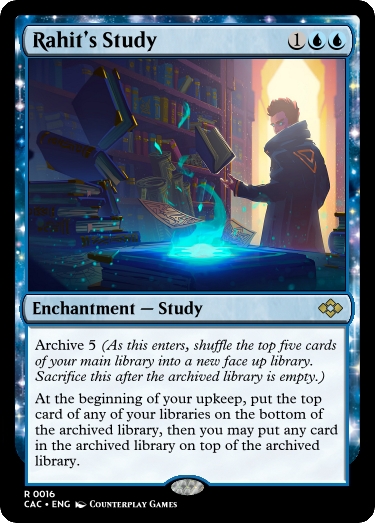 Rahit's Study 1
Enchantment — Study
Archive 5 (As this enters, shuffle the top five cards
of your main library into a new face up library.
Sacrifice this after the archived library is empty.)
At the beginning of your upkeep, put the top
card of any of your libraries on the bottom of
the archived library, then you may put any card
in the archived library on top of the archived
library.
R 0016
CAC • EN Counterplay Games